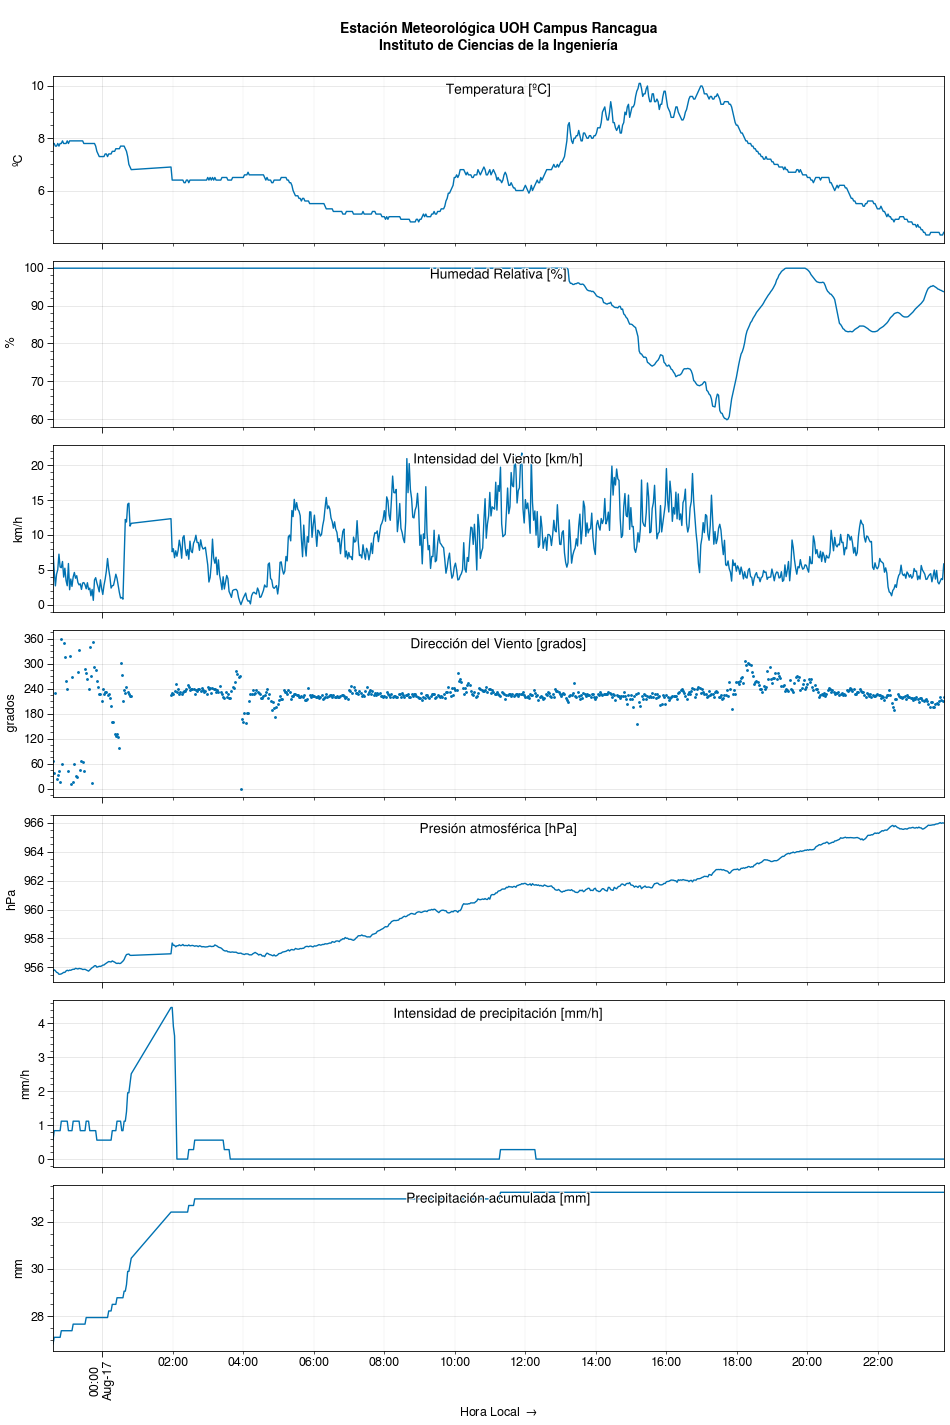 Estación Meteorológica UOH Campus Rancagua
Instituto de Ciencias de la Ingeniería
Temperatura [ºC]
10
8
6
ºC
Humedad Relativa [%]
100
90
80
70
60
%
Intensidad del Viento [km/h]
20
15
10
5
0
km/h
Dirección del Viento [grados]
360
300
240
180
120
60
0
grados
Presión atmosférica [hPa]
966
964
962
960
958
956
hPa
Intensidad de precipitación [mm/h]
4
3
2
1
0
mm/h
Precipitación acumulada [mm]
32
30
28
mm
00:00
Aug-17
02:00 04:00 06:00 08:00 10:00 12:00 14:00 16:00 18:00 20:00 22:00
Hora Local →